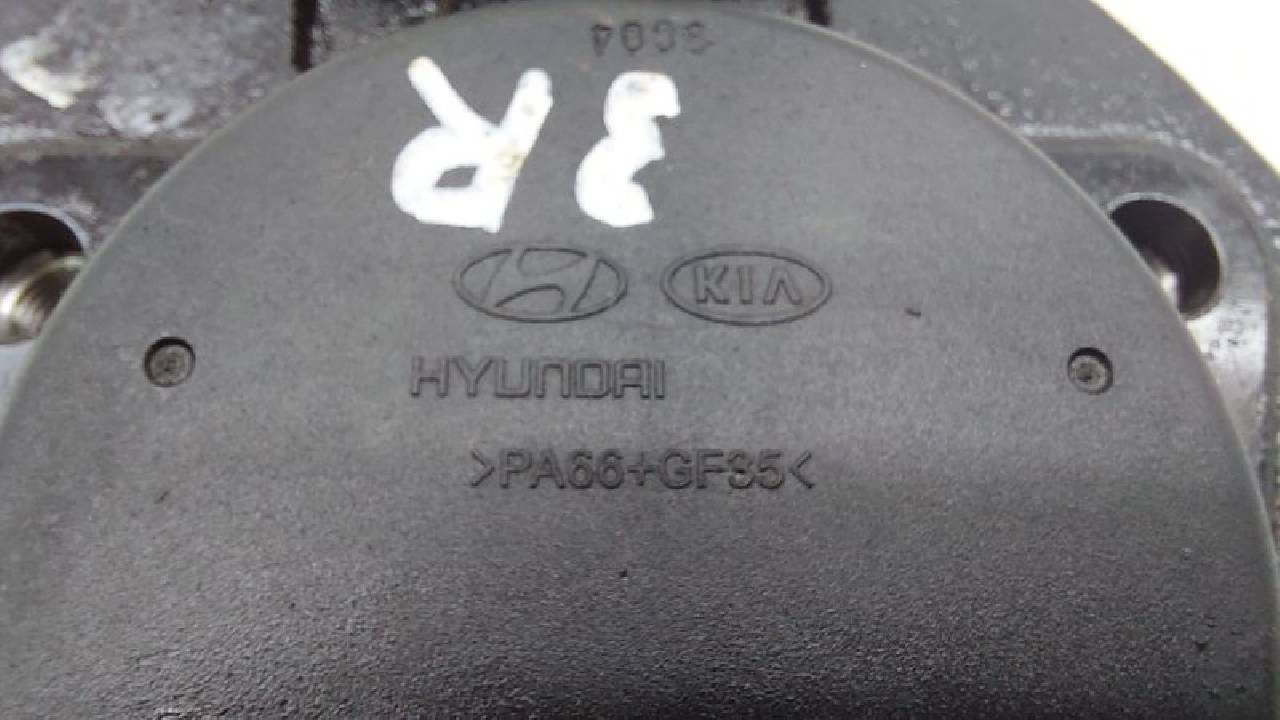 3R
KIA
HYUNDAI
>PA66+GF35<